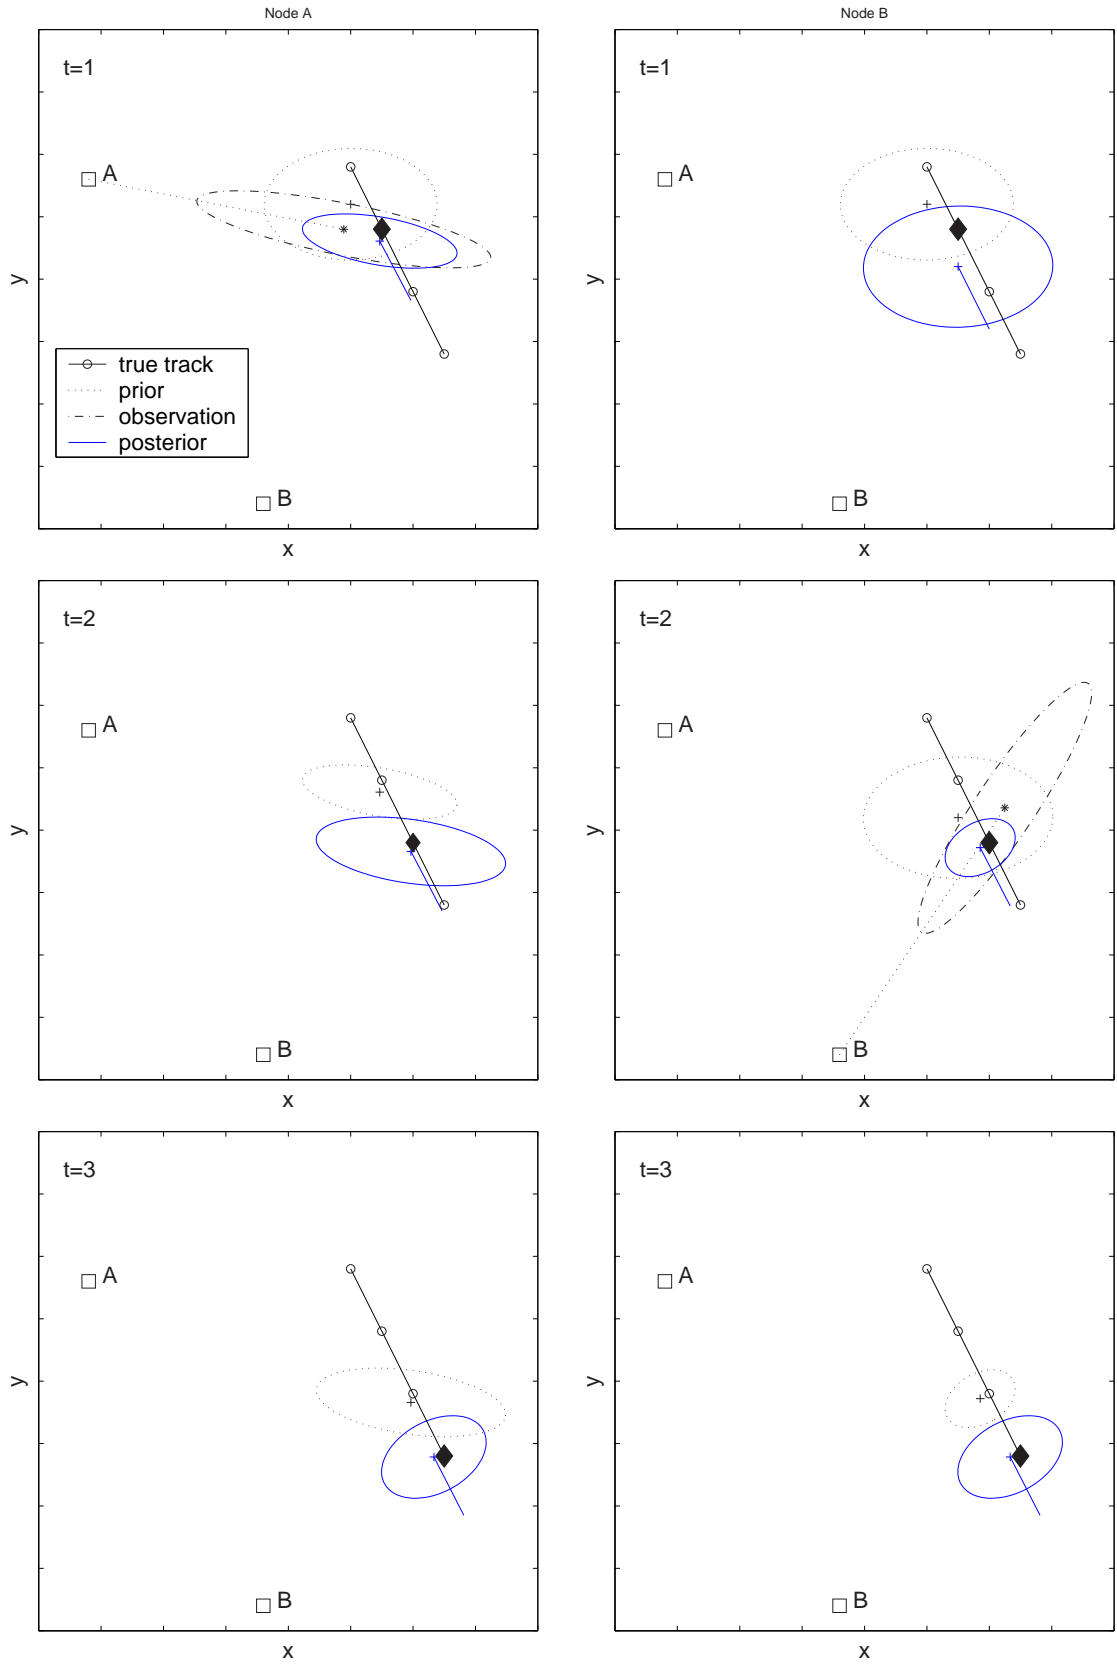 Node A
Node B
t=1
A
B
y
x
true track
prior
observation
posterior
t=1
A
B
y
x
t=2
A
B
y
x
t=2
A
B
y
x
t=3
A
B
y
x
t=3
A
B
y
x